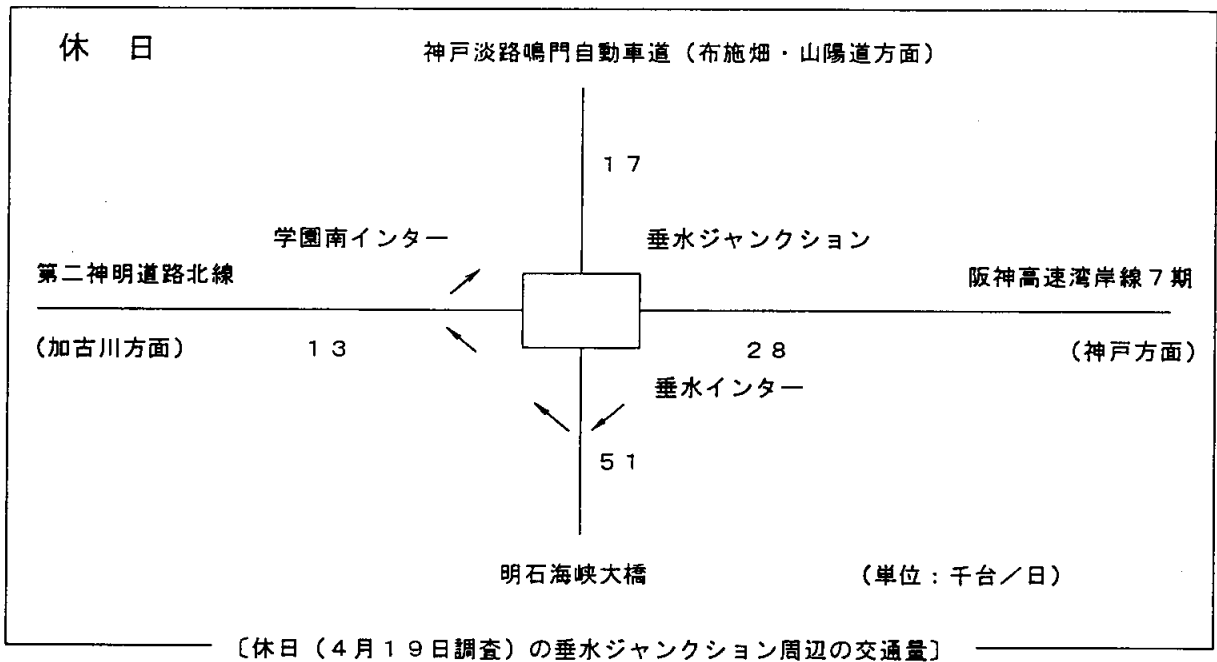 休 日
神戸淡路鳴門自動車道（布施畑・山陽道方面）
１７
学園南インター
垂水ジャンクション
第二神明道路北線
阪神高速湾岸線７期
（加古川方面）
１３
２８
（神戸方面）
垂水インター
５１
明石海峡大橋
（単位：千台／日）
〔休日（４月１９日調査）の垂水ジャンクション周辺の交通量〕